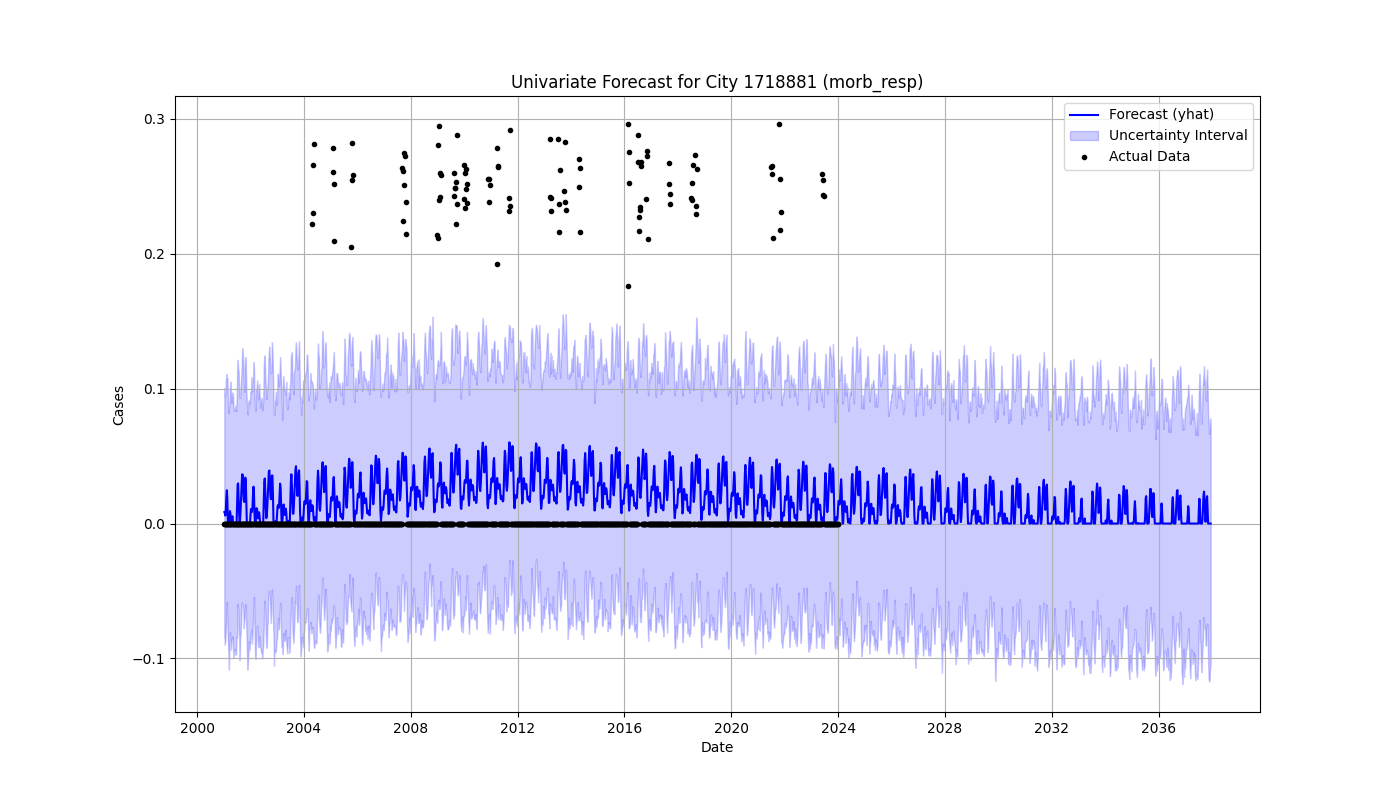 Univariate Forecast for City 1718881 (morb_resp)
Forecast (yhat)
Uncertainty Interval
Actual Data
Cases
0.3
0.2
0.1
0.0
−0.1
2000 2004 2008 2012 2016 2020 2024 2028 2032 2036
Date